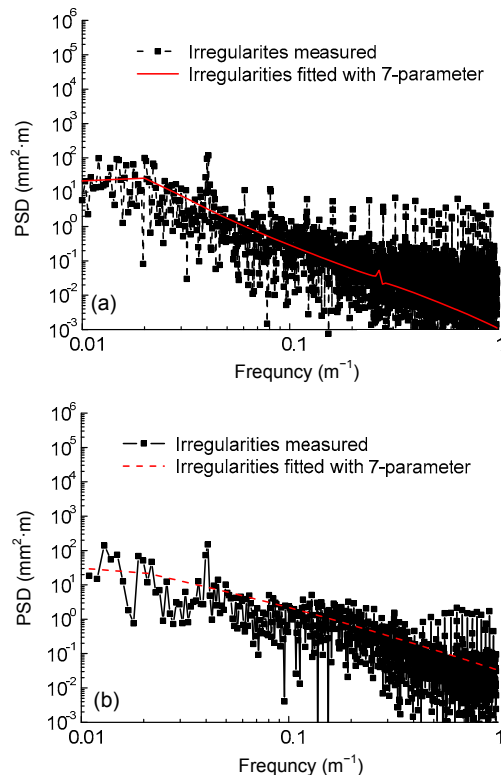 10^6
10^5
10^4
10^3
10^2
10^1
10^0
10^-1
10^-2
10^-3
PSD (mm²·m)
Irregularites measured
Irregularities fitted with 7-parameter
(a)
0.01 0.1 1
Frequncy (m⁻¹)
10^6
10^5
10^4
10^3
10^2
10^1
10^0
10^-1
10^-2
10^-3
PSD (mm²·m)
Irregularities measured
Irregularities fitted with 7-parameter
(b)
0.01 0.1 1
Frequncy (m⁻¹)